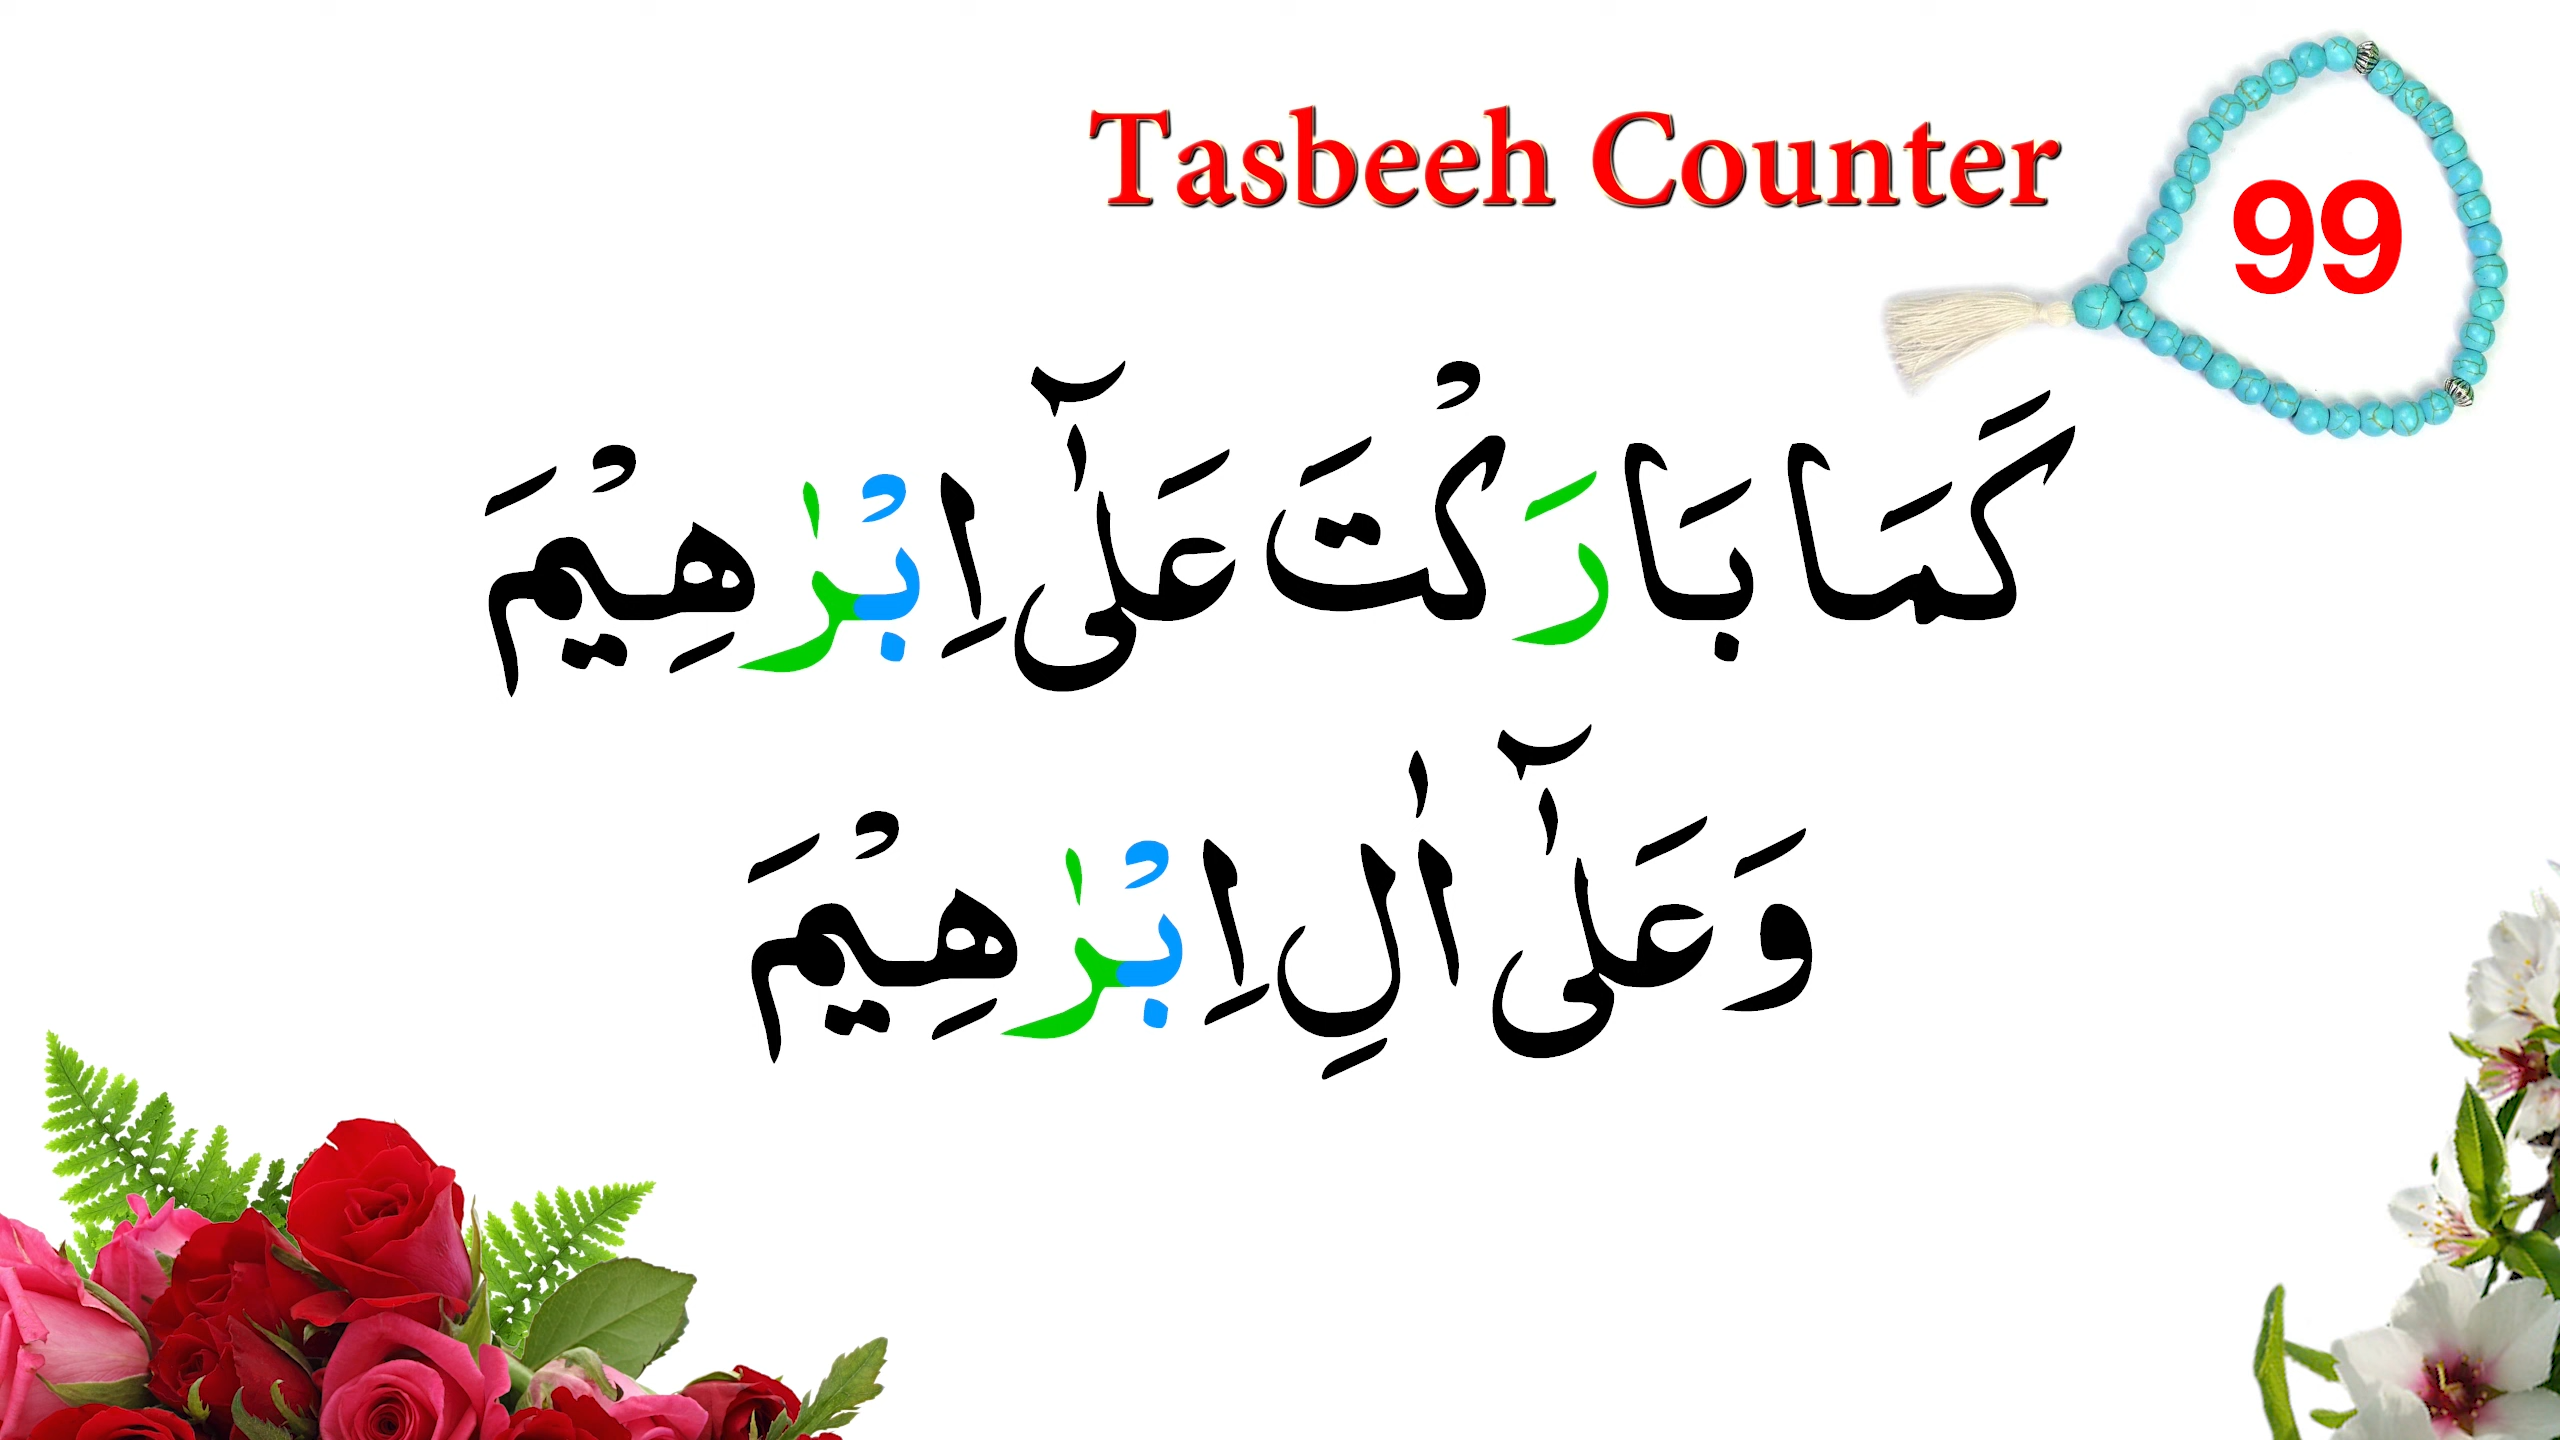 Tasbeeh Counter
99
كَمَا بَارَكْتَ عَلٰٓى اِبْرٰهِيْمَ
وَعَلٰٓى اٰلِ اِبْرٰهِيْمَ